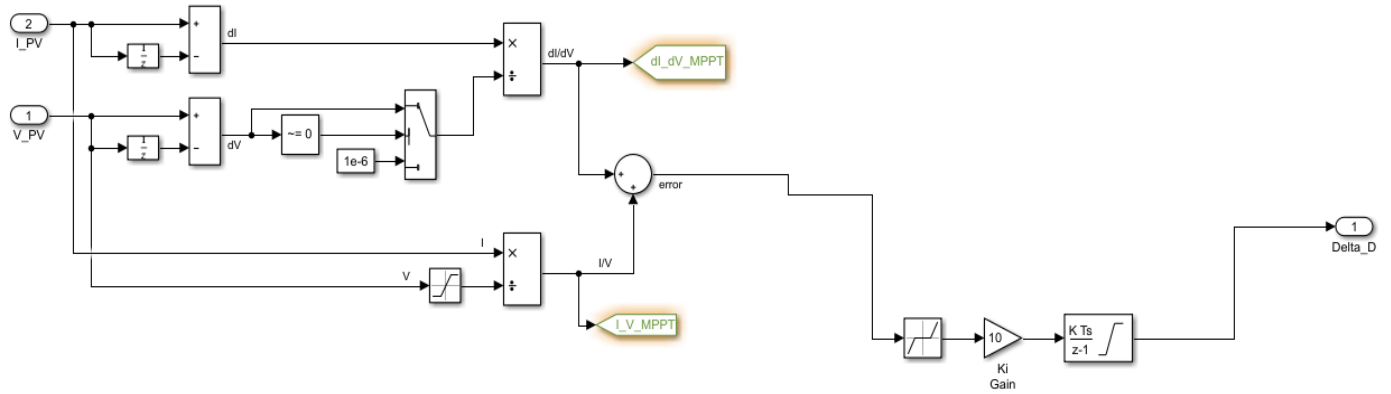 2
I_PV
+
-
1
z
dI
×
÷
dI/dV
dI_dV_MPPT
1
V_PV
+
-
1
z
dV
~= 0
1e-6
+
+
error
I
V
×
÷
I/V
I_V_MPPT
10
Ki
Gain
K Ts
z-1
1
Delta_D